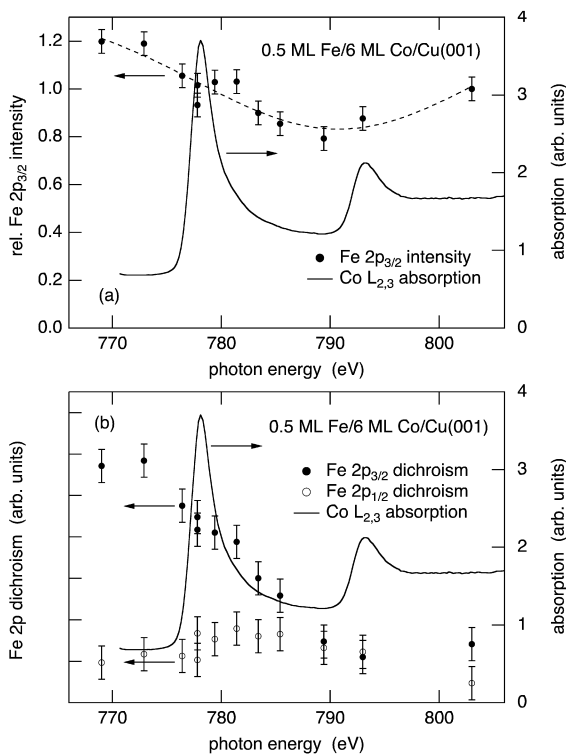 1.2
1.0
0.8
0.6
0.4
0.2
0.0
rel. Fe 2p3/2 intensity
4
3
2
1
0
absorption (arb. units)
0.5 ML Fe/6 ML Co/Cu(001)
Fe 2p3/2 intensity
Co L2,3 absorption
(a)
770 780 790 800
photon energy (eV)
(b)
0.5 ML Fe/6 ML Co/Cu(001)
Fe 2p3/2 dichroism
Fe 2p1/2 dichroism
Co L2,3 absorption
Fe 2p dichroism (arb. units)
4
3
2
1
0
absorption (arb. units)
770 780 790 800
photon energy (eV)